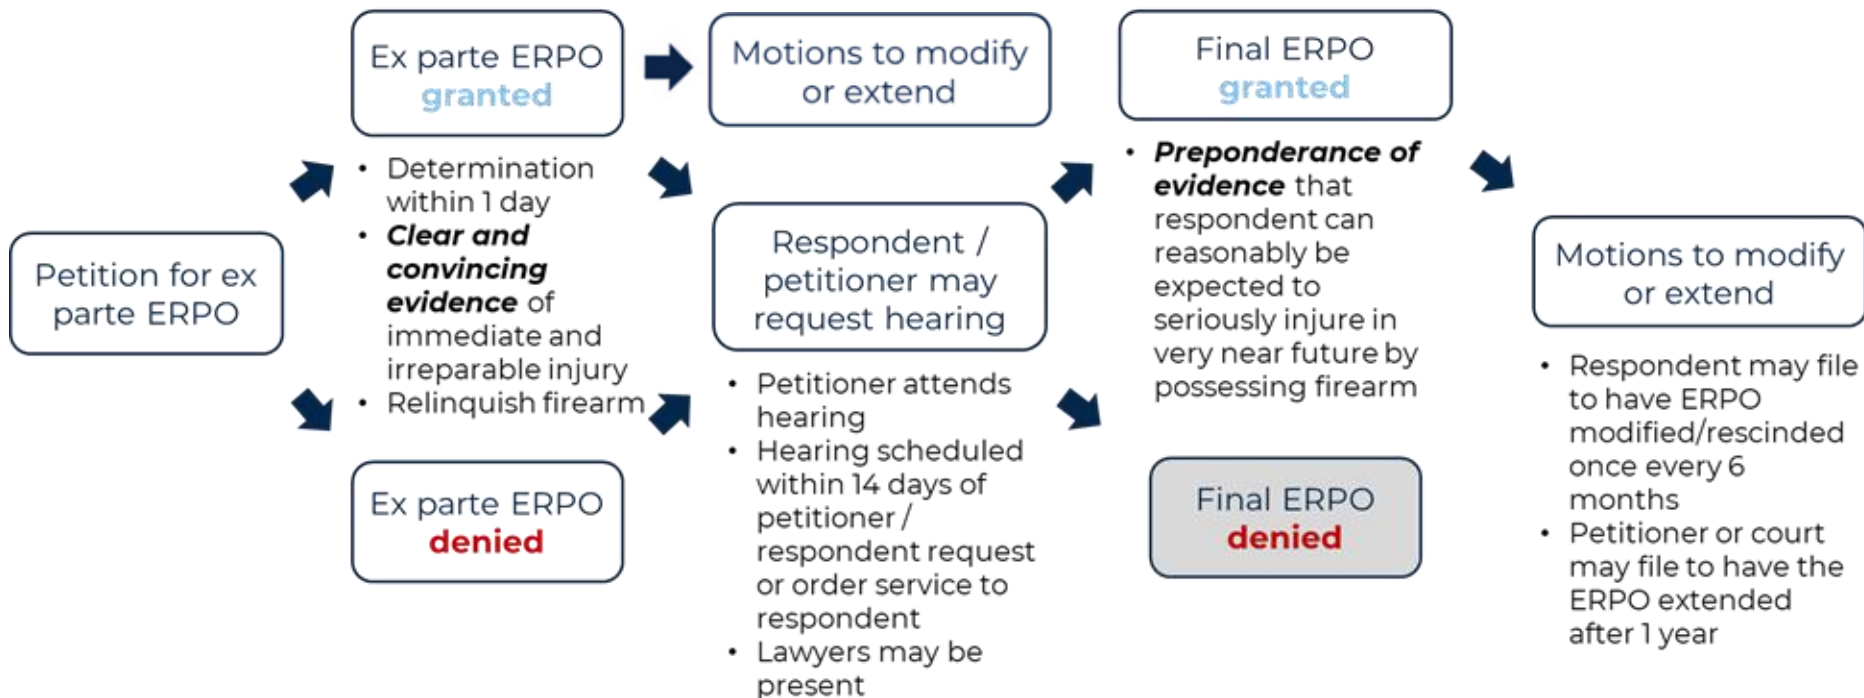 Petition for ex
parte ERPO
Ex parte ERPO
granted
• Determination
within 1 day
• Clear and
convincing
evidence of
immediate and
irreparable injury
• Relinquish firearm
Ex parte ERPO
denied
Motions to modify
or extend
Respondent /
petitioner may
request hearing
• Petitioner attends
hearing
• Hearing scheduled
within 14 days of
petitioner /
respondent request
or order service to
respondent
• Lawyers may be
present
Final ERPO
granted
• Preponderance of
evidence that
respondent can
reasonably be
expected to
seriously injure in
very near future by
possessing firearm
Final ERPO
denied
Motions to modify
or extend
• Respondent may file
to have ERPO
modified/rescinded
once every 6
months
• Petitioner or court
may file to have the
ERPO extended
after 1 year